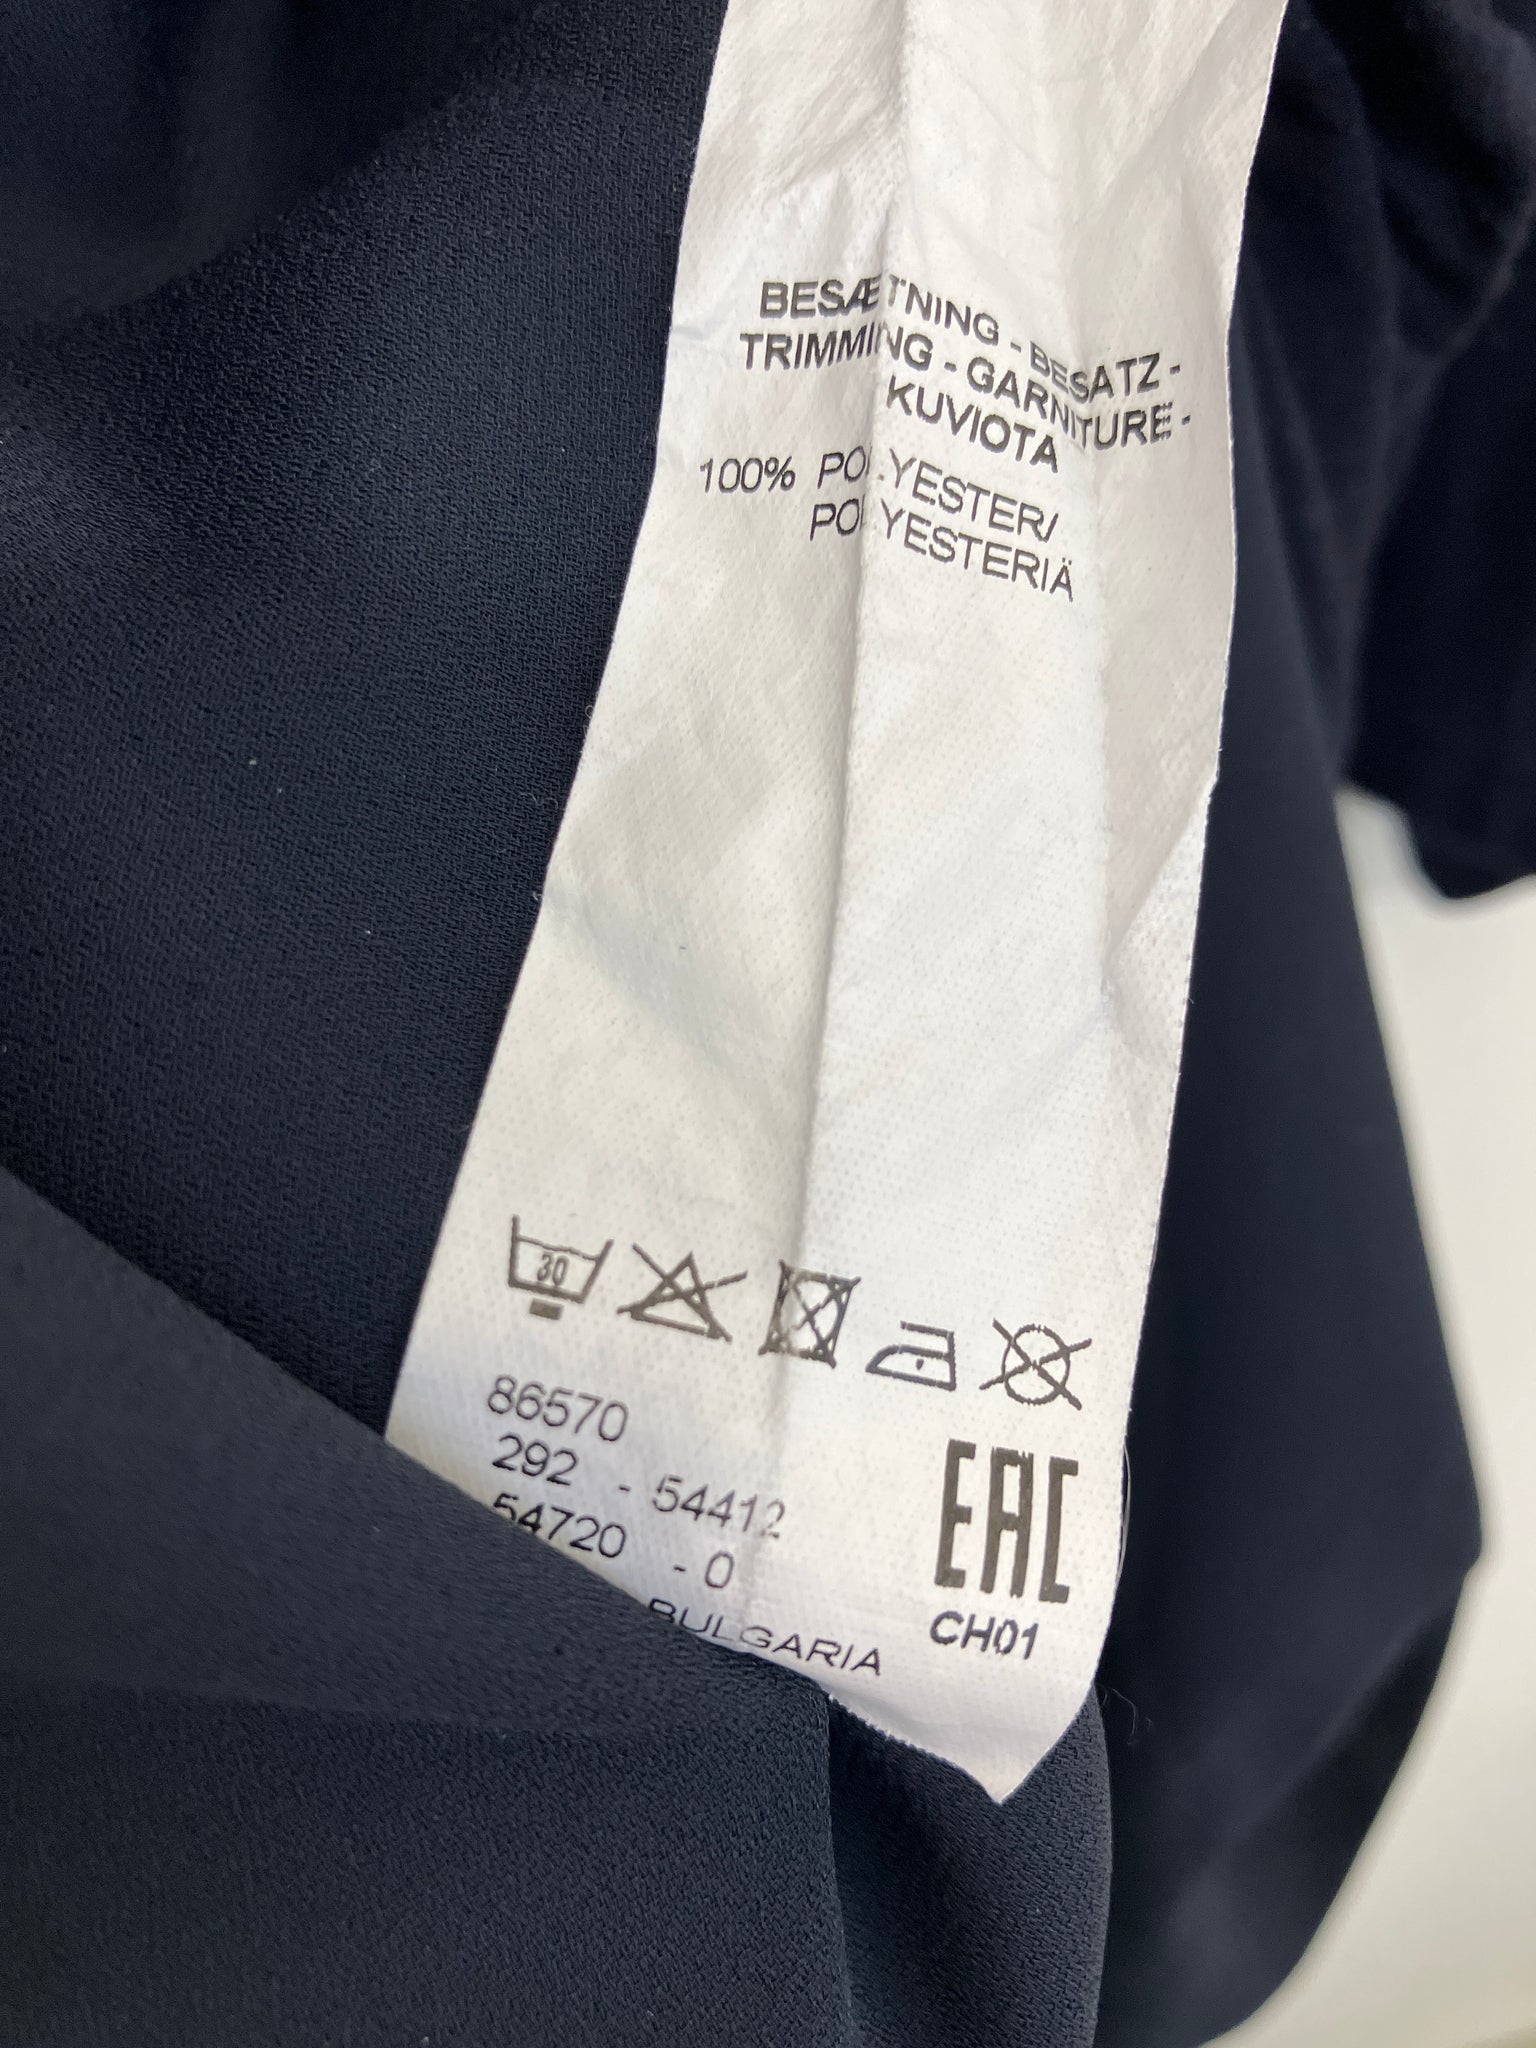 BESÆTNING - BESATZ -
TRIMMING - GARNITURE -
KUVIOTA
100% POLYESTER/
POLYESTERIÄ
30
86570
292 - 54412
54720 - 0
BULGARIA
EAC
CH01